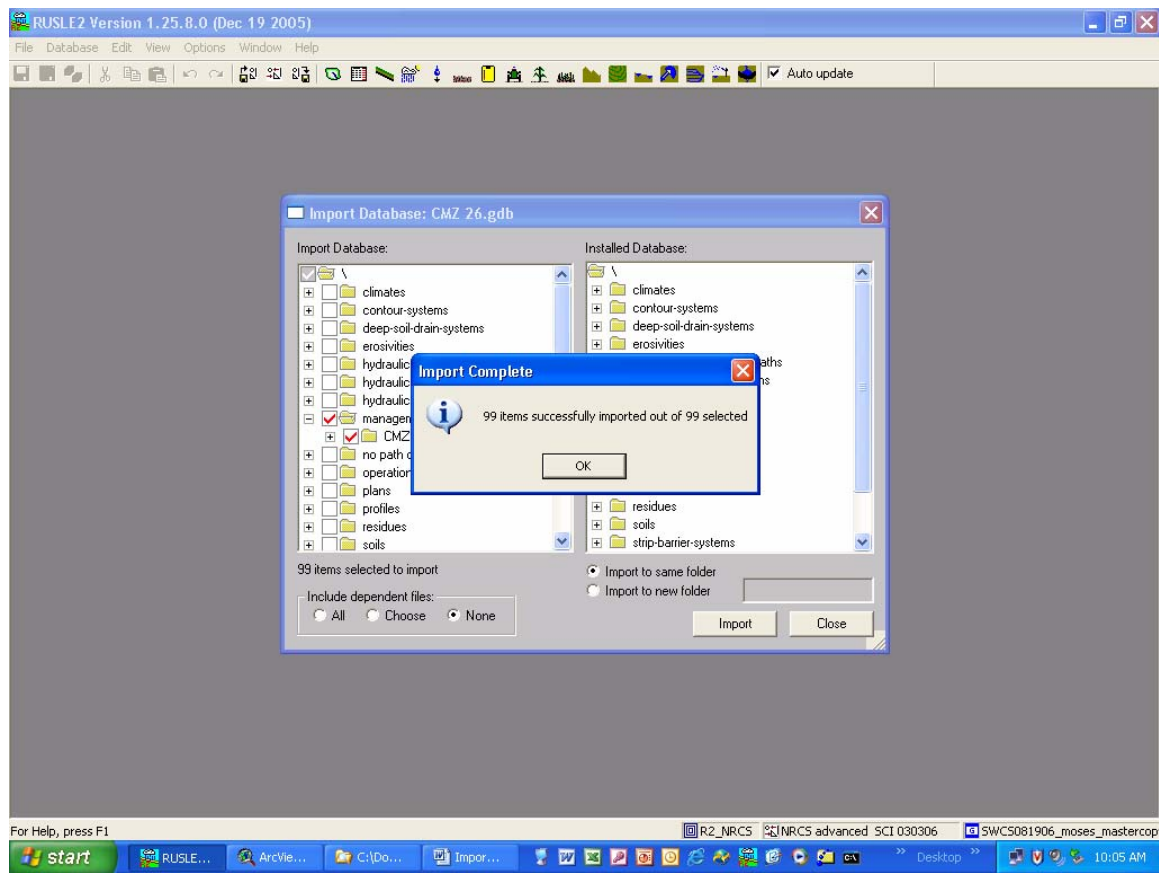 RUSLE2 Version 1.25.8.0 (Dec 19 2005)
File Database Edit View Options Window Help
Auto update
Import Database: CMZ 26.gdb
Import Database:
Installed Database:
\
climates
contour-systems
deep-soil-drain-systems
erosivities
hydraulic
hydraulic
hydraulic
managem
CMZ
no path
operation
plans
profiles
residues
soils
\
climates
contour-systems
deep-soil-drain-systems
erosivities
aths
ns
residues
soils
strip-barrier-systems
Import Complete
99 items successfully imported out of 99 selected
OK
99 items selected to import
Include dependent files:
All Choose None
Import to same folder
Import to new folder
Import Close
For Help, press F1
R2_NRCS NRCS advanced SCI 030306 SWCS081906_moses_mastercop
start RUSLE... ArcVie... C:\Do... Impor... Desktop 10:05 AM